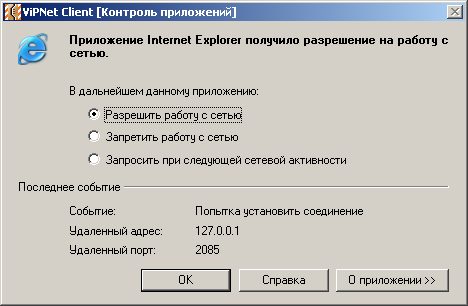 ViPNet Client [Контроль приложений]
Приложение Internet Explorer получило разрешение на работу с
сетью.
В дальнейшем данному приложению:
Разрешить работу с сетью
Запретить работу с сетью
Запросить при следующей сетевой активности
Последнее событие
Событие: Попытка установить соединение
Удаленный адрес: 127.0.0.1
Удаленный порт: 2085
OK Справка О приложении >>